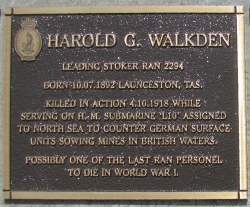 HAROLD G. WALKDEN
LEADING STOKER RAN 2294
BORN 10.07.1892 LAUNCESTON, TAS.
KILLED IN ACTION 4.10.1918 WHILE
SERVING ON H.M. SUBMARINE "L10" ASSIGNED
TO NORTH SEA TO COUNTER GERMAN SURFACE
UNITS SOWING MINES IN BRITISH WATERS.
POSSIBLY ONE OF THE LAST RAN PERSONEL
TO DIE IN WORLD WAR I.